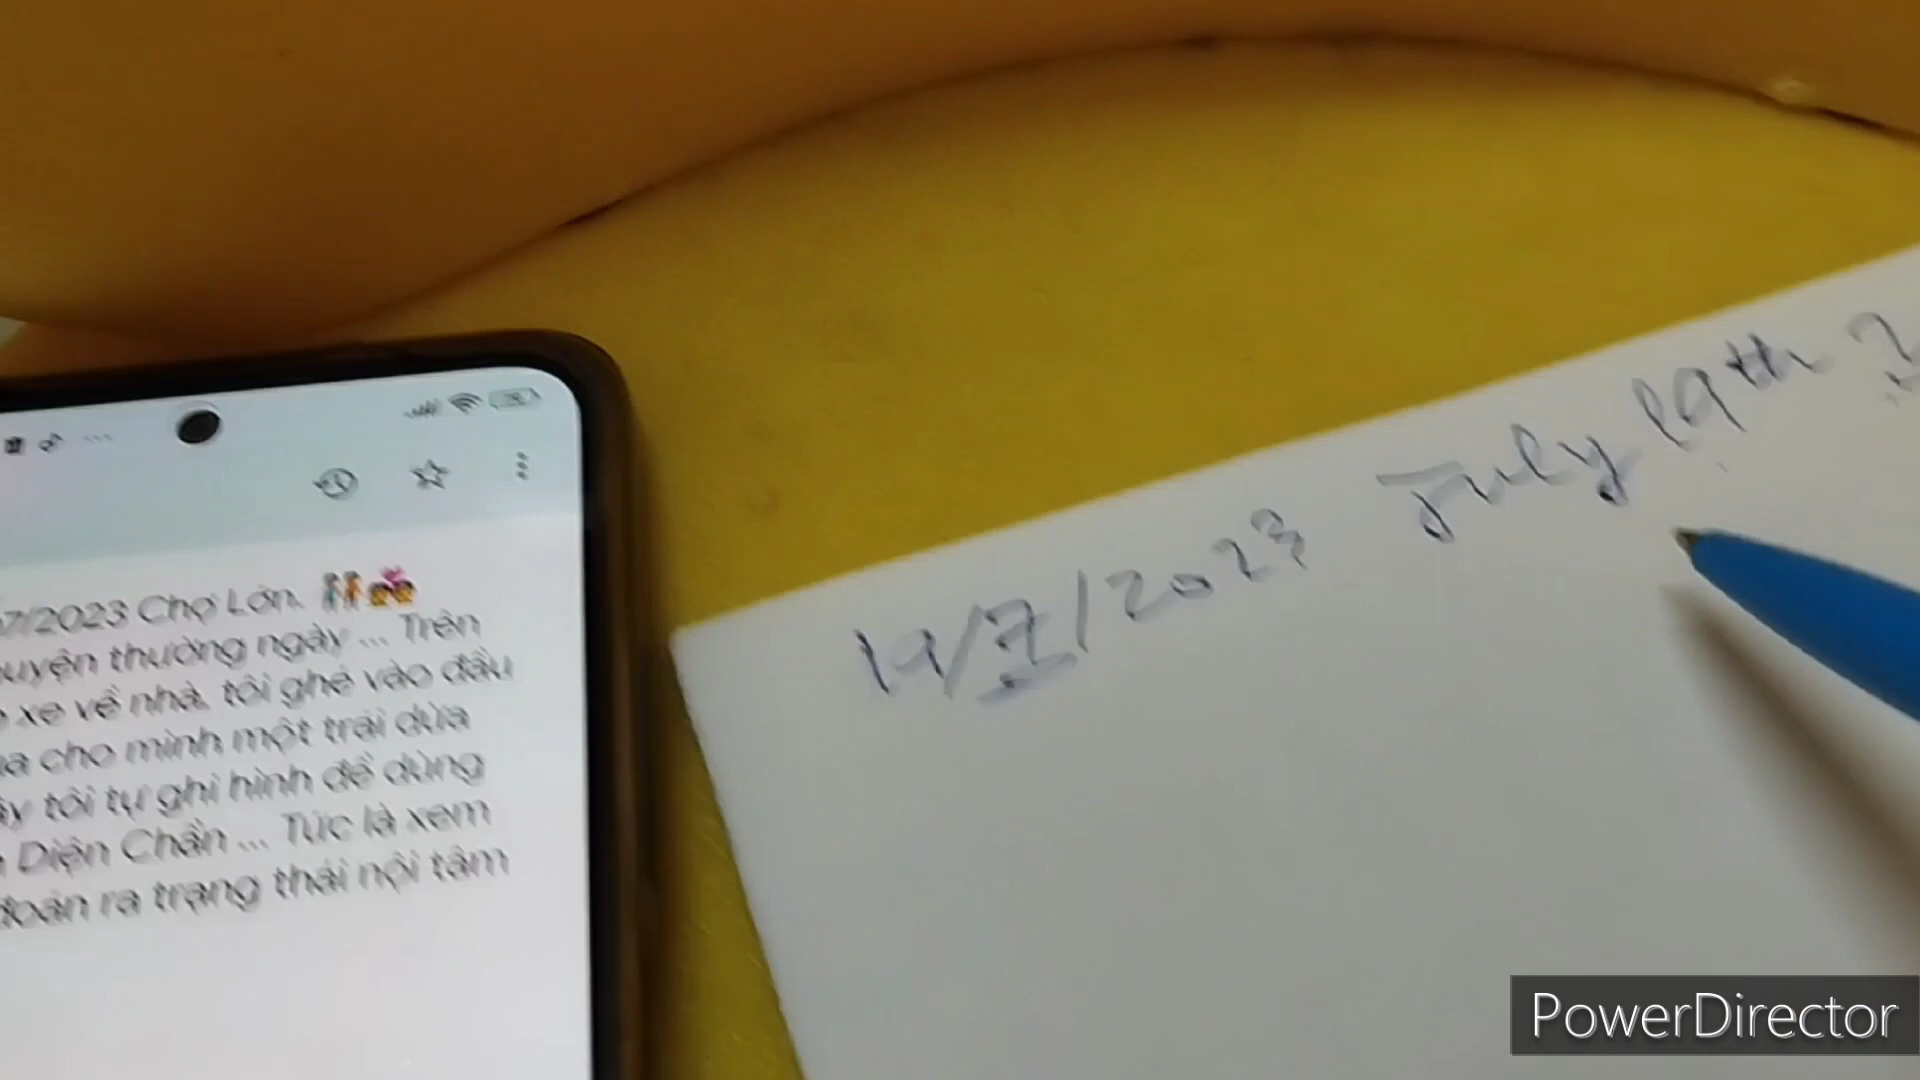 07/2023 Chợ Lớn.
chuyện thường ngày ... Trên
xe về nhà, tôi ghé vào đầu
cho mình một trái dừa
tôi tự ghi hình để dùng
Diện Chẩn ... Tức là xem
đoán ra trạng thái nội tâm
19/7/2023 July 19th
PowerDirector